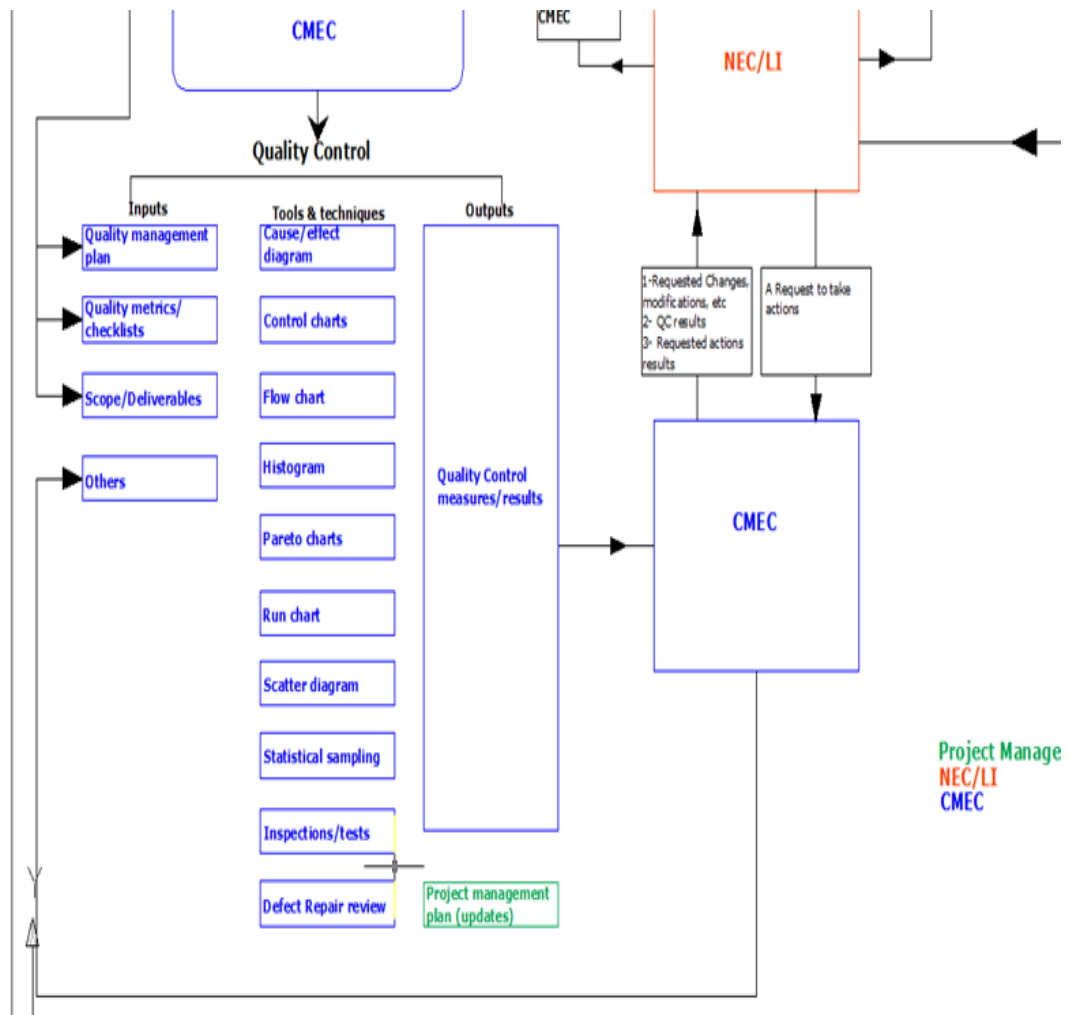 CMEC
CMEC
NEC/LI
Quality Control
Inputs
Tools & techniques
Outputs
Quality management
plan
Quality metrics/
checklists
Scope/Deliverables
Others
Cause/effect
diagram
Control charts
Flow chart
Histogram
Pareto charts
Run chart
Scatter diagram
Statistical sampling
Inspections/tests
Defect Repair review
Quality Control
measures/results
Project management
plan (updates)
1-Requested Changes,
modifications, etc
2- QC results
3- Requested actions
results
A Request to take
actions
CMEC
Project Manage
NEC/LI
CMEC